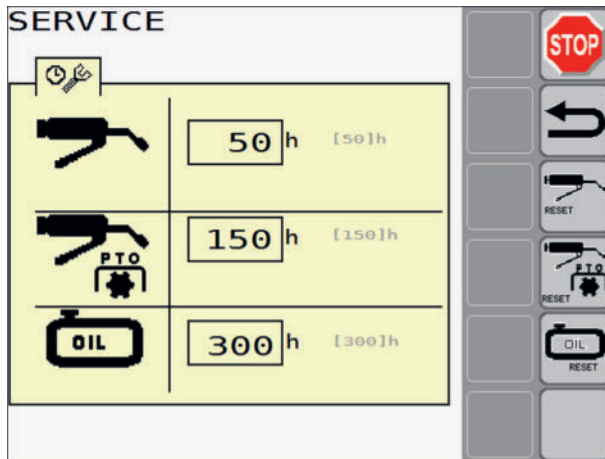 SERVICE
STOP
50 h [50]h
RESET
150 h [150]h
PTO
PTO
RESET
OIL
300 h [300]h
OIL
RESET